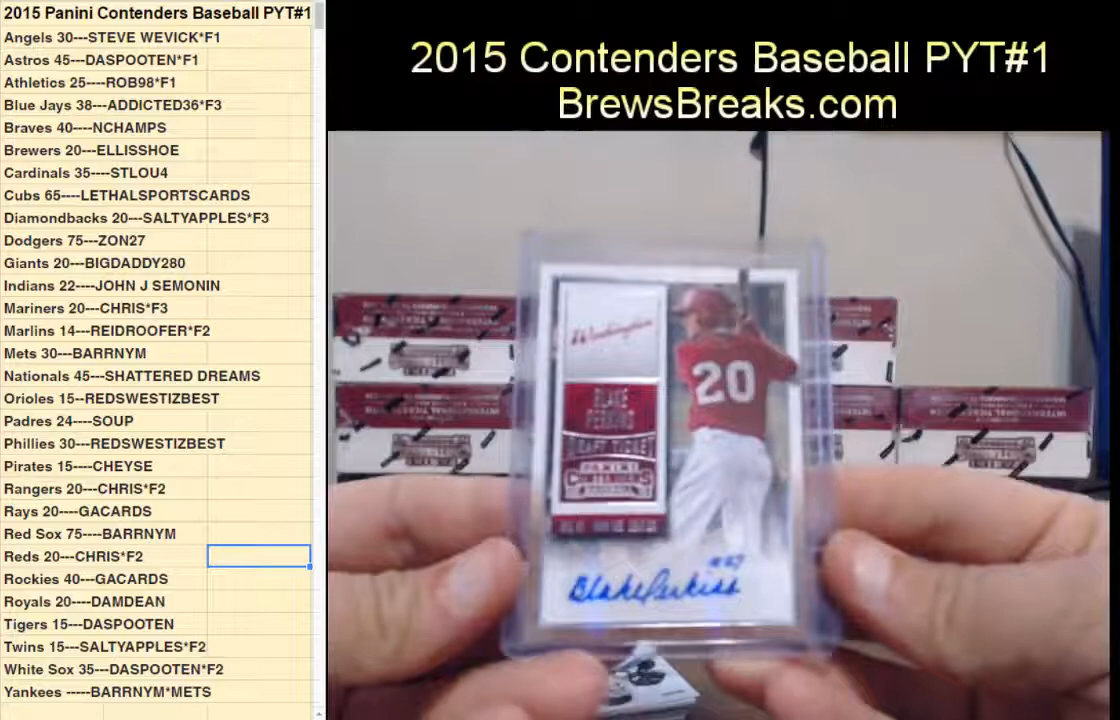 2015 Panini Contenders Baseball PYT#1
Angels 30---STEVE WEVICK*F1
Astros 45---DASPOOTEN*F1
Athletics 25----ROB98*F1
Blue Jays 38---ADDICTED36*F3
Braves 40----NCHAMPS
Brewers 20---ELLISSHOE
Cardinals 35----STLOU4
Cubs 65----LETHALSPORTSCARDS
Diamondbacks 20---SALTYAPPLES*F3
Dodgers 75---ZON27
Giants 20---BIGDADDY280
Indians 22----JOHN J SEMONIN
Mariners 20---CHRIS*F3
Marlins 14---REIDROOFER*F2
Mets 30---BARRNYM
Nationals 45---SHATTERED DREAMS
Orioles 15--REDSWESTIZBEST
Padres 24----SOUP
Phillies 30---REDSWESTIZBEST
Pirates 15----CHEYSE
Rangers 20---CHRIS*F2
Rays 20----GACARDS
Red Sox 75----BARRNYM
Reds 20---CHRIS*F2
Rockies 40---GACARDS
Royals 20----DAMDEAN
Tigers 15---DASPOOTEN
Twins 15---SALTYAPPLES*F2
White Sox 35---DASPOOTEN*F2
Yankees -----BARRNYM*METS
2015 Contenders Baseball PYT#1
BrewsBreaks.com
Washington
BLAKE
PERKINS
DRAFT TICKET
PANINI
CONTENDERS
20
Blake Perkins